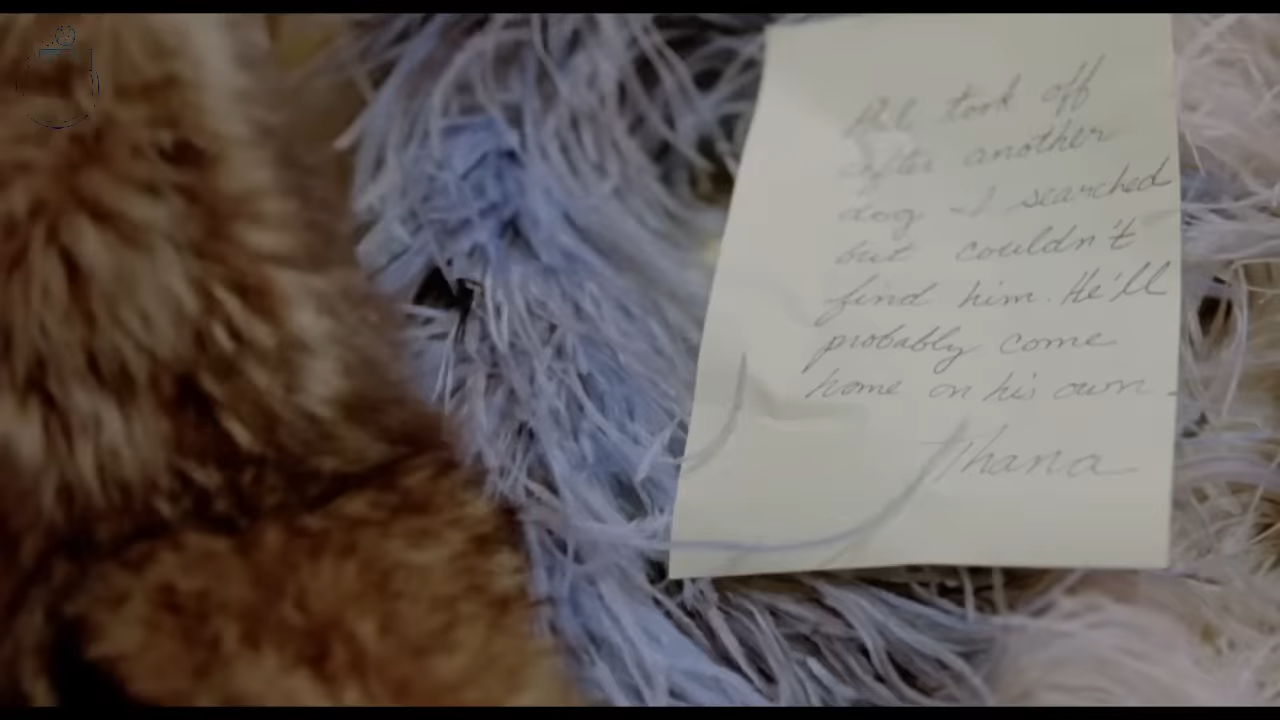 took off
after another
dog I searched
but couldn't
find him. He'll
probably come
home on his own.
Thana